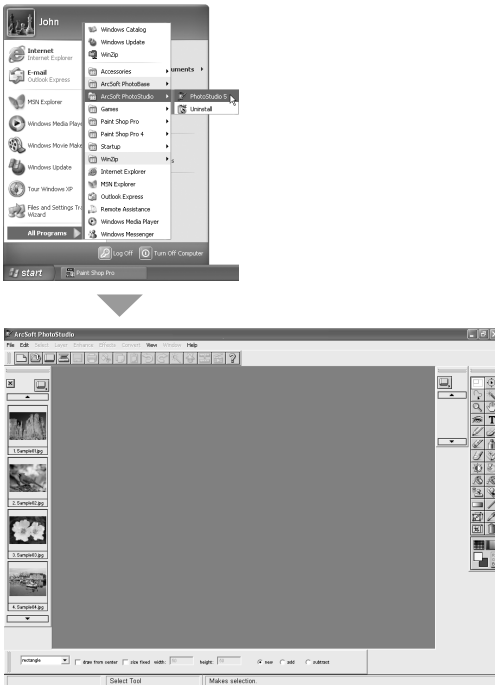 John
Internet
Internet Explorer
E-mail
Outlook Express
MSN Explorer
Windows Media Playe
Windows Movie Make
Windows Update
Tour Windows XP
Files and Settings Tra
Wizard
All Programs
Windows Catalog
Windows Update
WinZip
Accessories
ArcSoft PhotoBase
ArcSoft PhotoStudio
Games
Paint Shop Pro
Paint Shop Pro 4
Startup
WinZip
Internet Explorer
MSN Explorer
Outlook Express
Remote Assistance
Windows Media Player
Windows Messenger
uments
s
PhotoStudio 5
Uninstall
Log Off Turn Off Computer
start Paint Shop Pro
ArcSoft PhotoStudio
File Edit Select Layer Enhance Effects Convert View Window Help
1. Sample01.jpg
2. Sample02.jpg
3. Sample03.jpg
4. Sample04.jpg
rectangle draw from center size fixed width: height: new add subtract
Select Tool Makes selection.